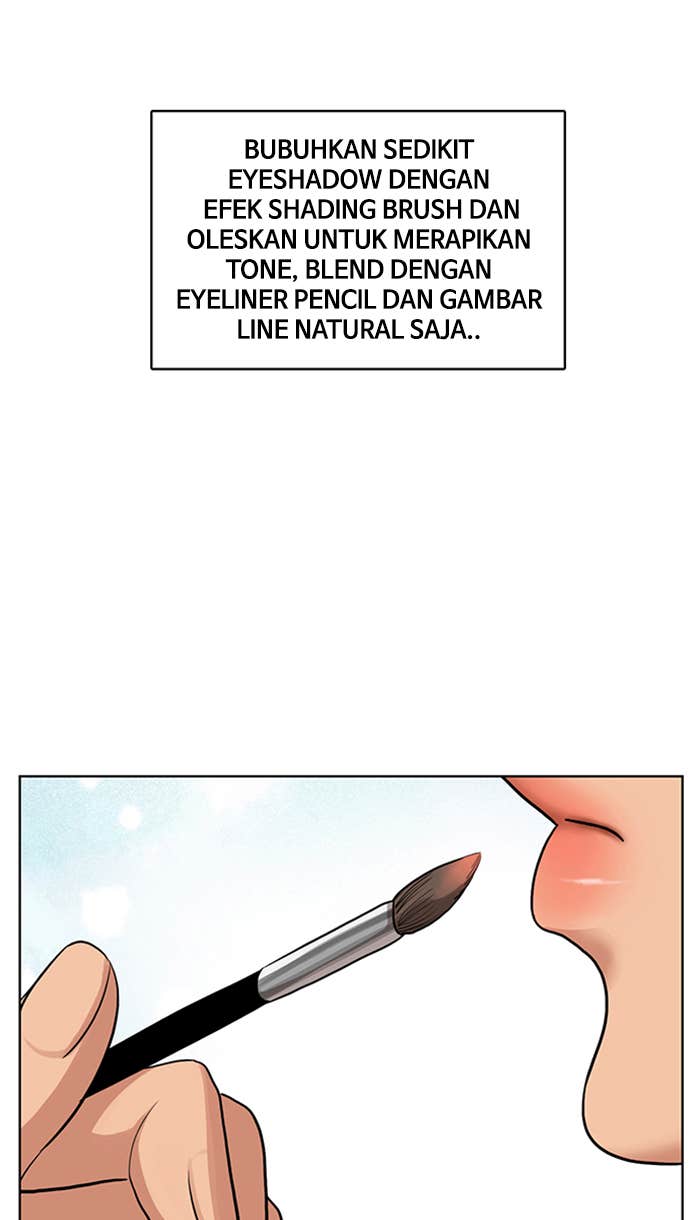 BUBUHKAN SEDIKIT
EYESHADOW DENGAN
EFEK SHADING BRUSH DAN
OLESKAN UNTUK MERAPIKAN
TONE, BLEND DENGAN
EYELINER PENCIL DAN GAMBAR
LINE NATURAL SAJA..